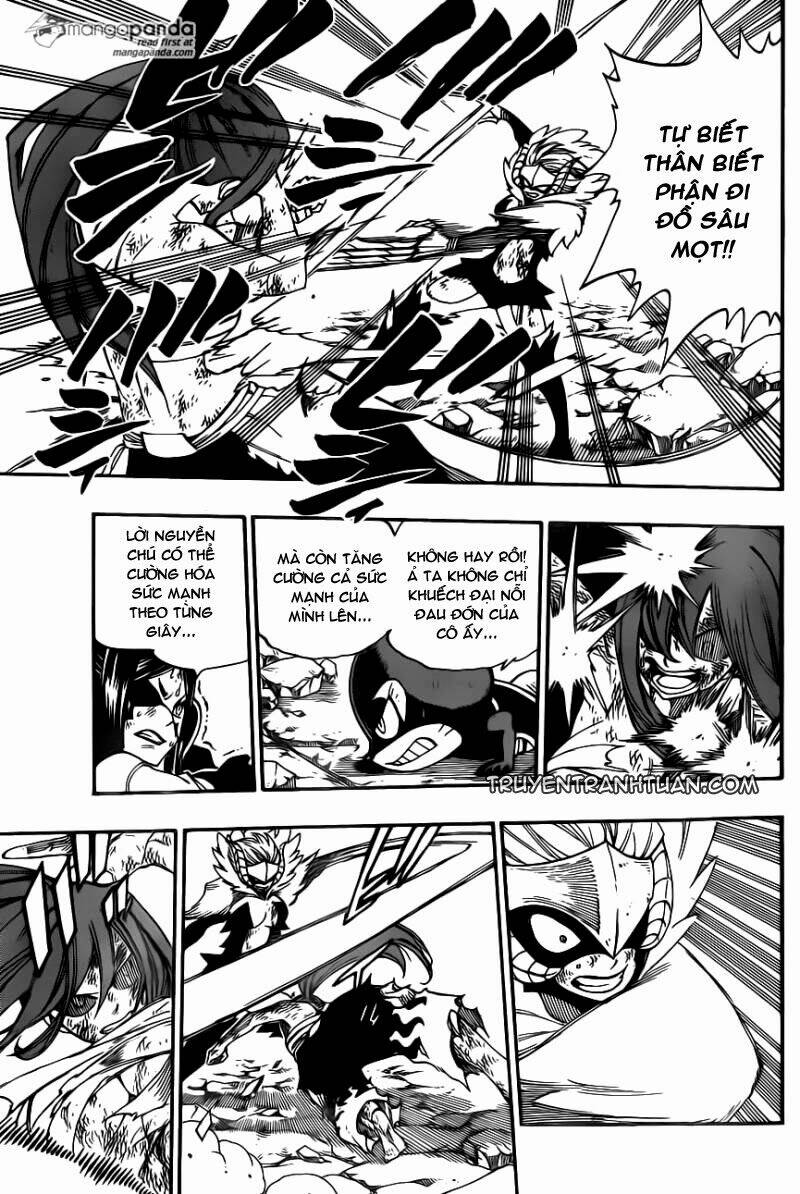 mangapanda
read first at
mangapanda.com
TỰ BIẾT
THÂN BIẾT
PHẬN ĐI
ĐỒ SÂU
MỌT!!
KHÔNG HAY RỒI!
Ả TA KHÔNG CHỈ
KHUẾCH ĐẠI NỖI
ĐAU ĐỚN CỦA
CÔ ẤY...
MÀ CÒN TĂNG
CƯỜNG CẢ SỨC
MẠNH CỦA
MÌNH LÊN...
LỜI NGUYỀN
CHÚ CÓ THỂ
CƯỜNG HÓA
SỨC MẠNH
THEO TỪNG
GIÂY...
TRUYENTRANHTUAN.COM